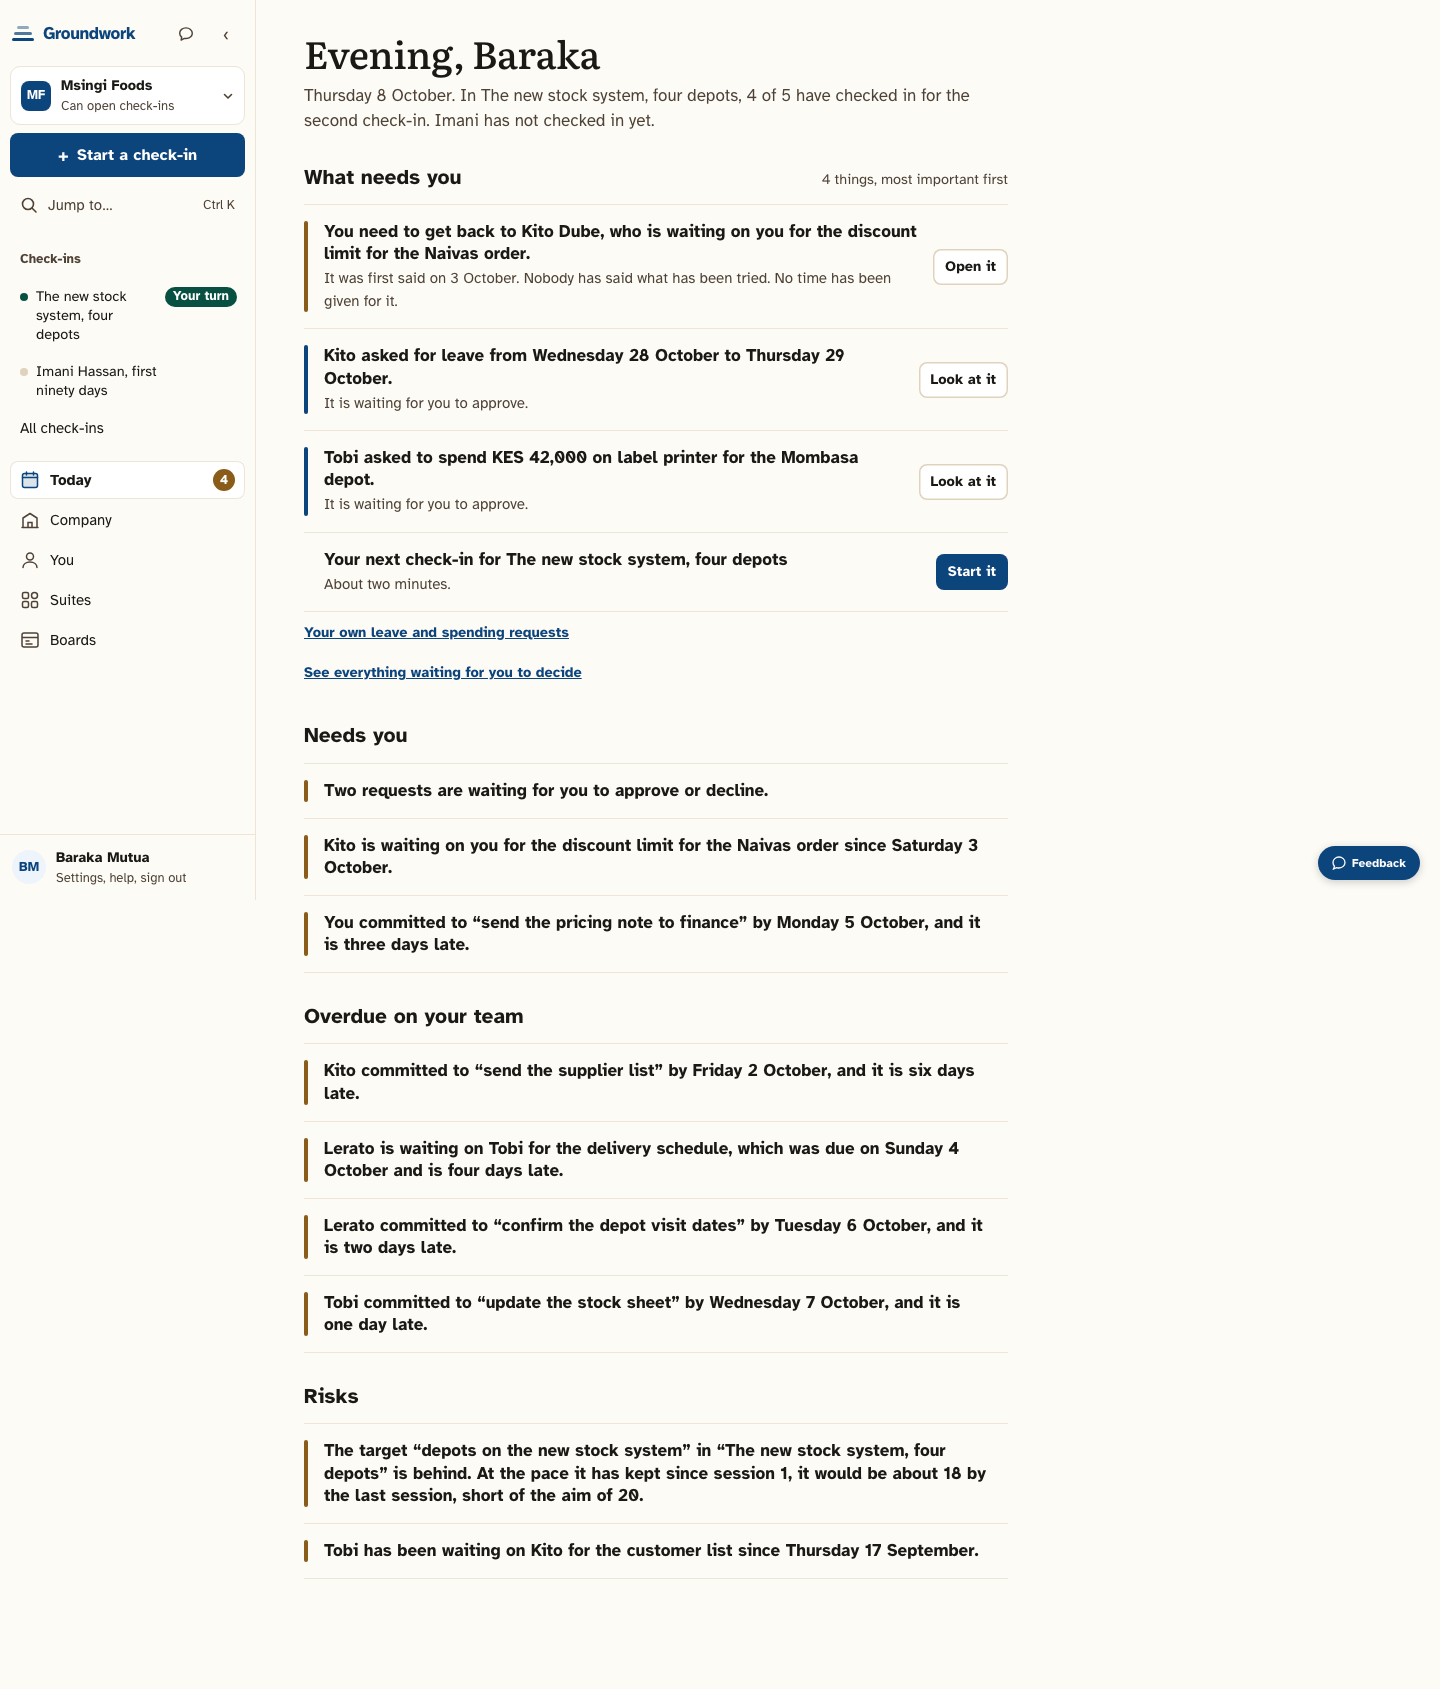 Groundwork
MF
Msingi Foods
Can open check-ins
+ Start a check-in
Jump to...
Ctrl K
Check-ins
The new stock
system, four
depots
Your turn
Imani Hassan, first
ninety days
All check-ins
Today
4
Company
You
Suites
Boards
BM
Baraka Mutua
Settings, help, sign out
Evening, Baraka
Thursday 8 October. In The new stock system, four depots, 4 of 5 have checked in for the
second check-in. Imani has not checked in yet.
What needs you
4 things, most important first
You need to get back to Kito Dube, who is waiting on you for the discount
limit for the Naivas order.
It was first said on 3 October. Nobody has said what has been tried. No time has been
given for it.
Open it
Kito asked for leave from Wednesday 28 October to Thursday 29
October.
It is waiting for you to approve.
Look at it
Tobi asked to spend KES 42,000 on label printer for the Mombasa
depot.
It is waiting for you to approve.
Look at it
Your next check-in for The new stock system, four depots
About two minutes.
Start it
Your own leave and spending requests
See everything waiting for you to decide
Needs you
Two requests are waiting for you to approve or decline.
Kito is waiting on you for the discount limit for the Naivas order since Saturday 3
October.
You committed to “send the pricing note to finance” by Monday 5 October, and it
is three days late.
Overdue on your team
Kito committed to “send the supplier list” by Friday 2 October, and it is six days
late.
Lerato is waiting on Tobi for the delivery schedule, which was due on Sunday 4
October and is four days late.
Lerato committed to “confirm the depot visit dates” by Tuesday 6 October, and it
is two days late.
Tobi committed to “update the stock sheet” by Wednesday 7 October, and it is
one day late.
Risks
The target “depots on the new stock system” in “The new stock system, four
depots” is behind. At the pace it has kept since session 1, it would be about 18 by
the last session, short of the aim of 20.
Tobi has been waiting on Kito for the customer list since Thursday 17 September.
Feedback